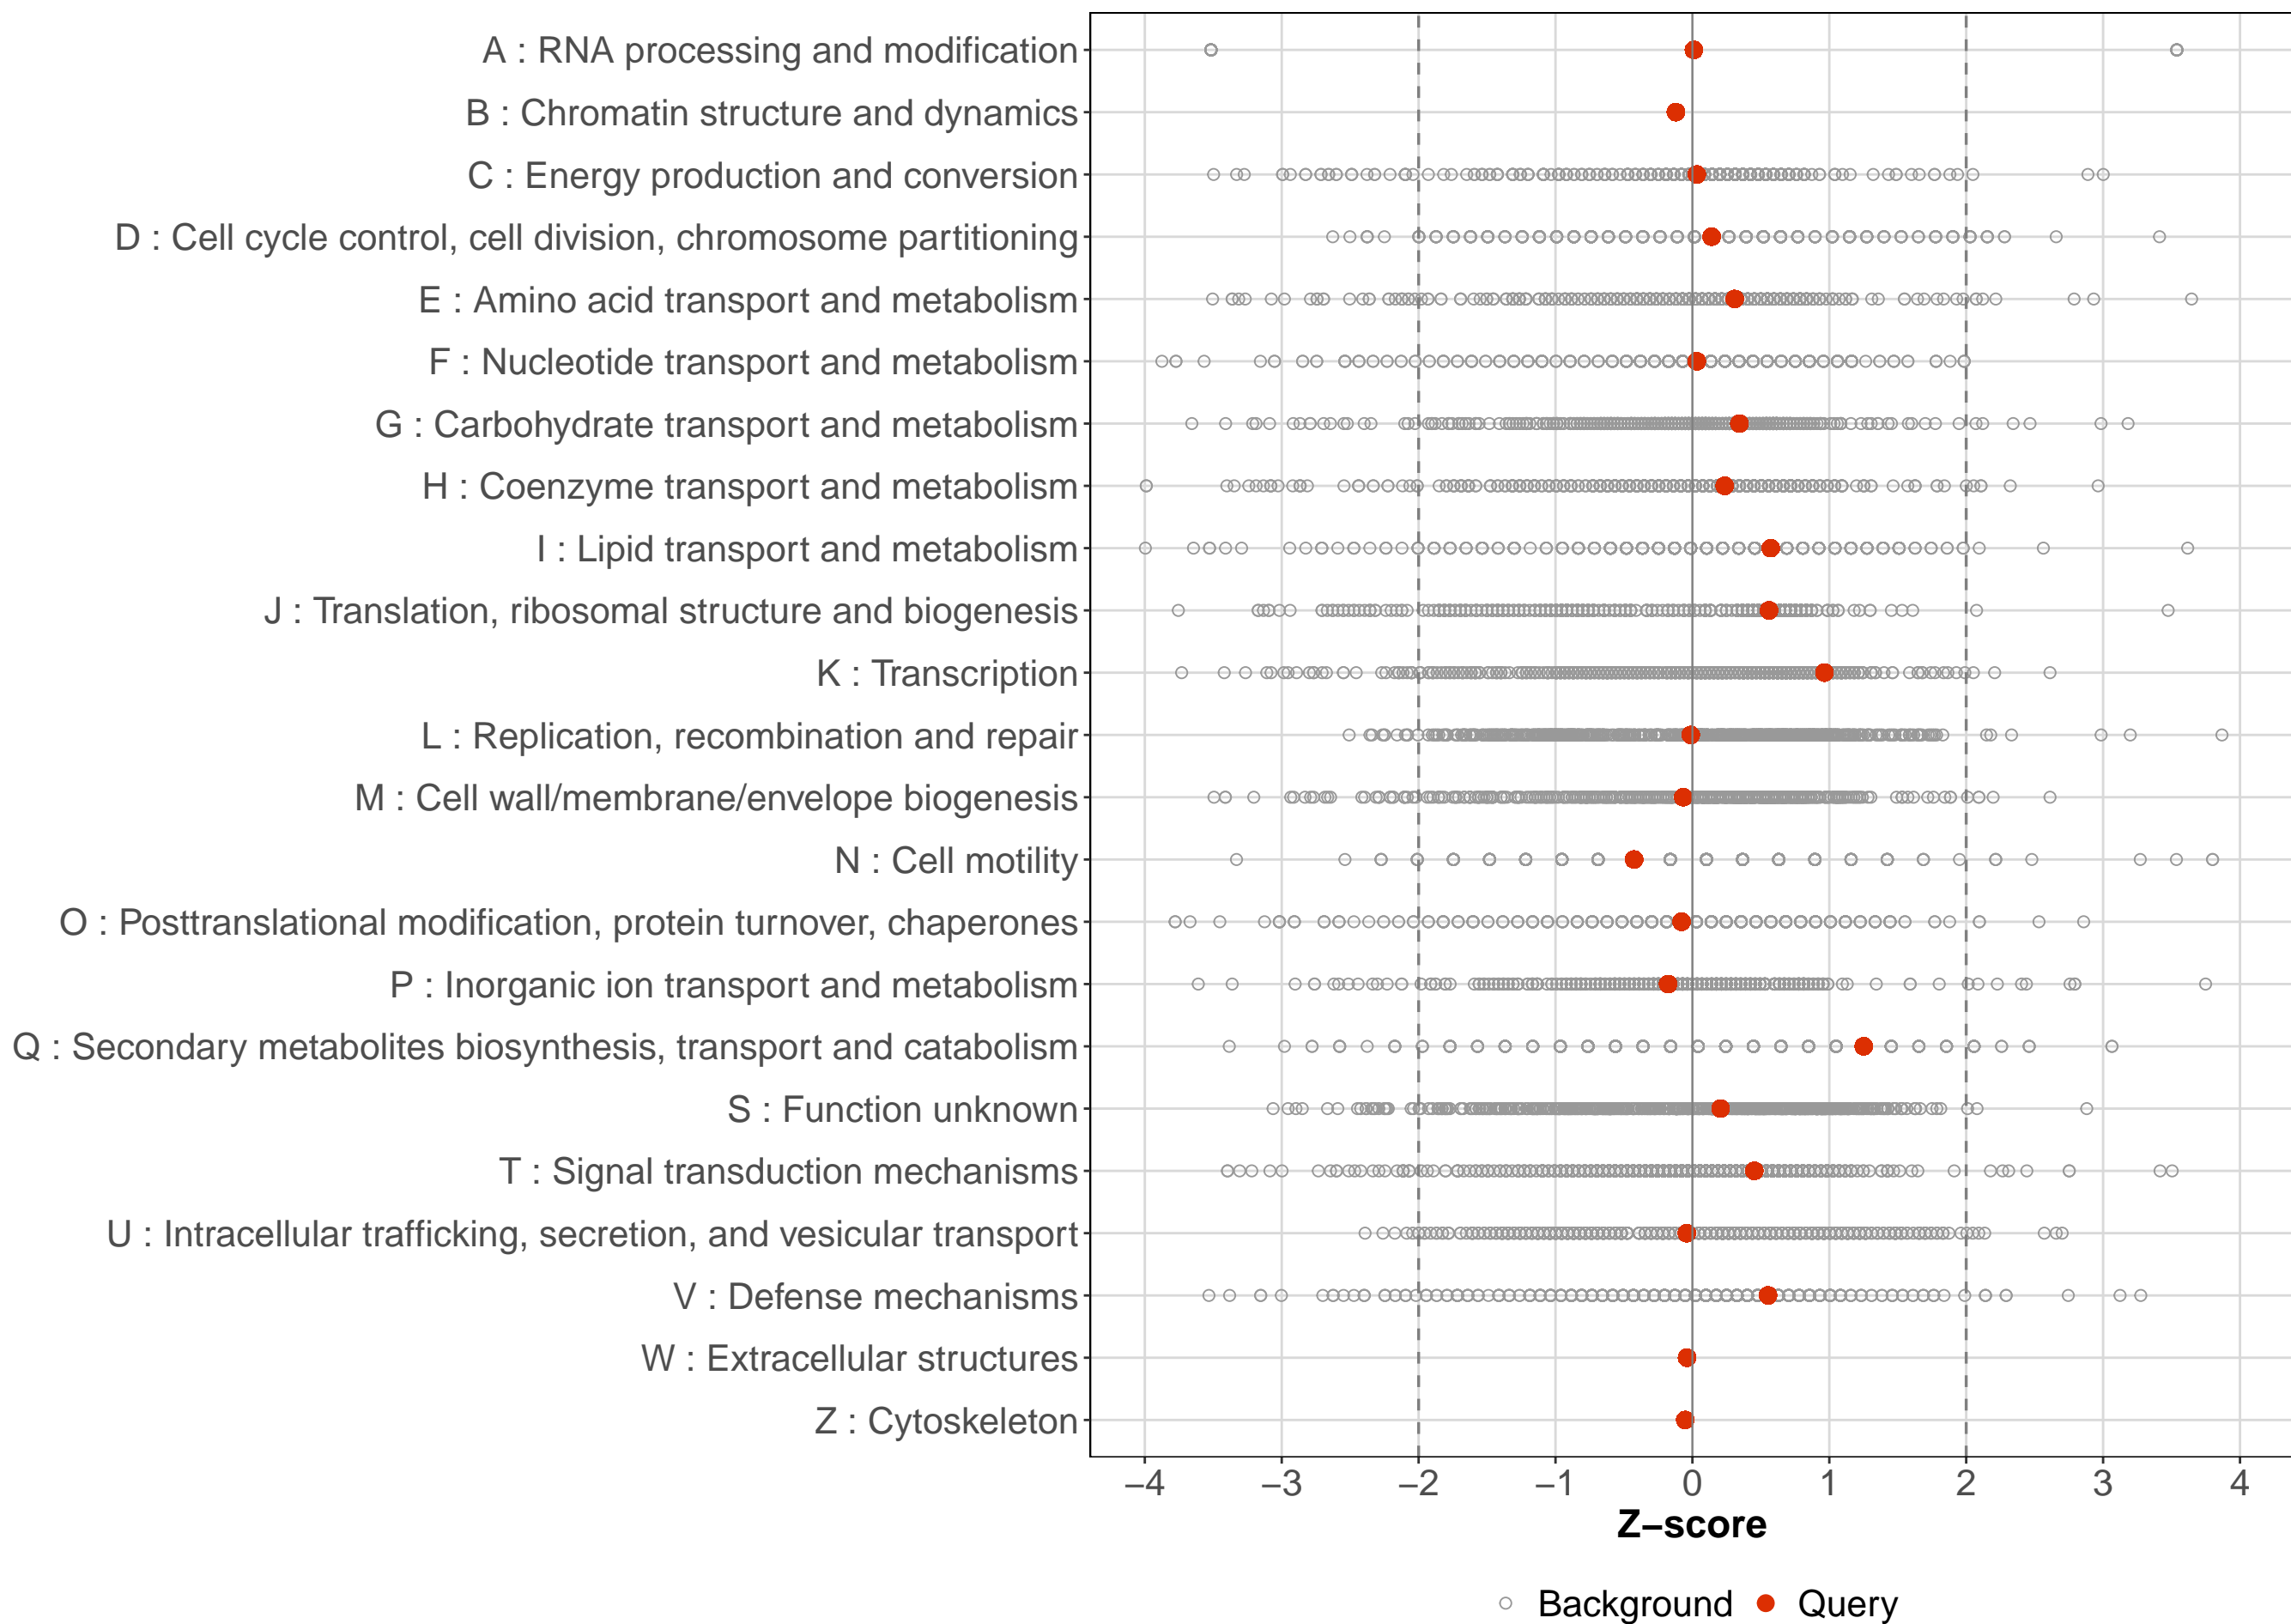 A : RNA processing and modification
B : Chromatin structure and dynamics
C : Energy production and conversion
D : Cell cycle control, cell division, chromosome partitioning
E : Amino acid transport and metabolism
F : Nucleotide transport and metabolism
G : Carbohydrate transport and metabolism
H : Coenzyme transport and metabolism
I : Lipid transport and metabolism
J : Translation, ribosomal structure and biogenesis
K : Transcription
L : Replication, recombination and repair
M : Cell wall/membrane/envelope biogenesis
N : Cell motility
O : Posttranslational modification, protein turnover, chaperones
P : Inorganic ion transport and metabolism
Q : Secondary metabolites biosynthesis, transport and catabolism
S : Function unknown
T : Signal transduction mechanisms
U : Intracellular trafficking, secretion, and vesicular transport
V : Defense mechanisms
W : Extracellular structures
Z : Cytoskeleton
−4 −3 −2 −1 0 1 2 3 4
Z−score
Background Query